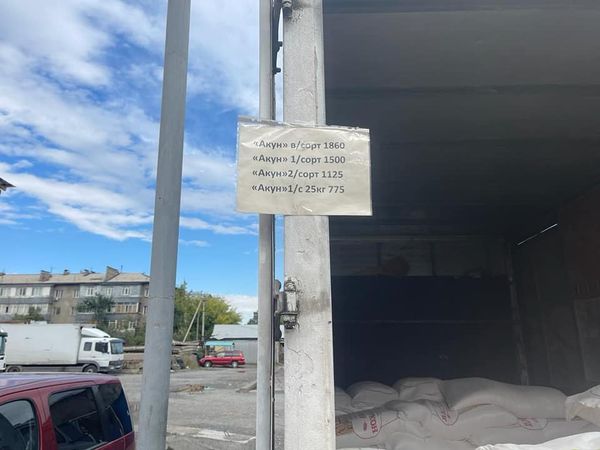 «Акун» в/сорт 1860
«Акун» 1/сорт 1500
«Акун»2/сорт 1125
«Акун»1/с 25кг 775